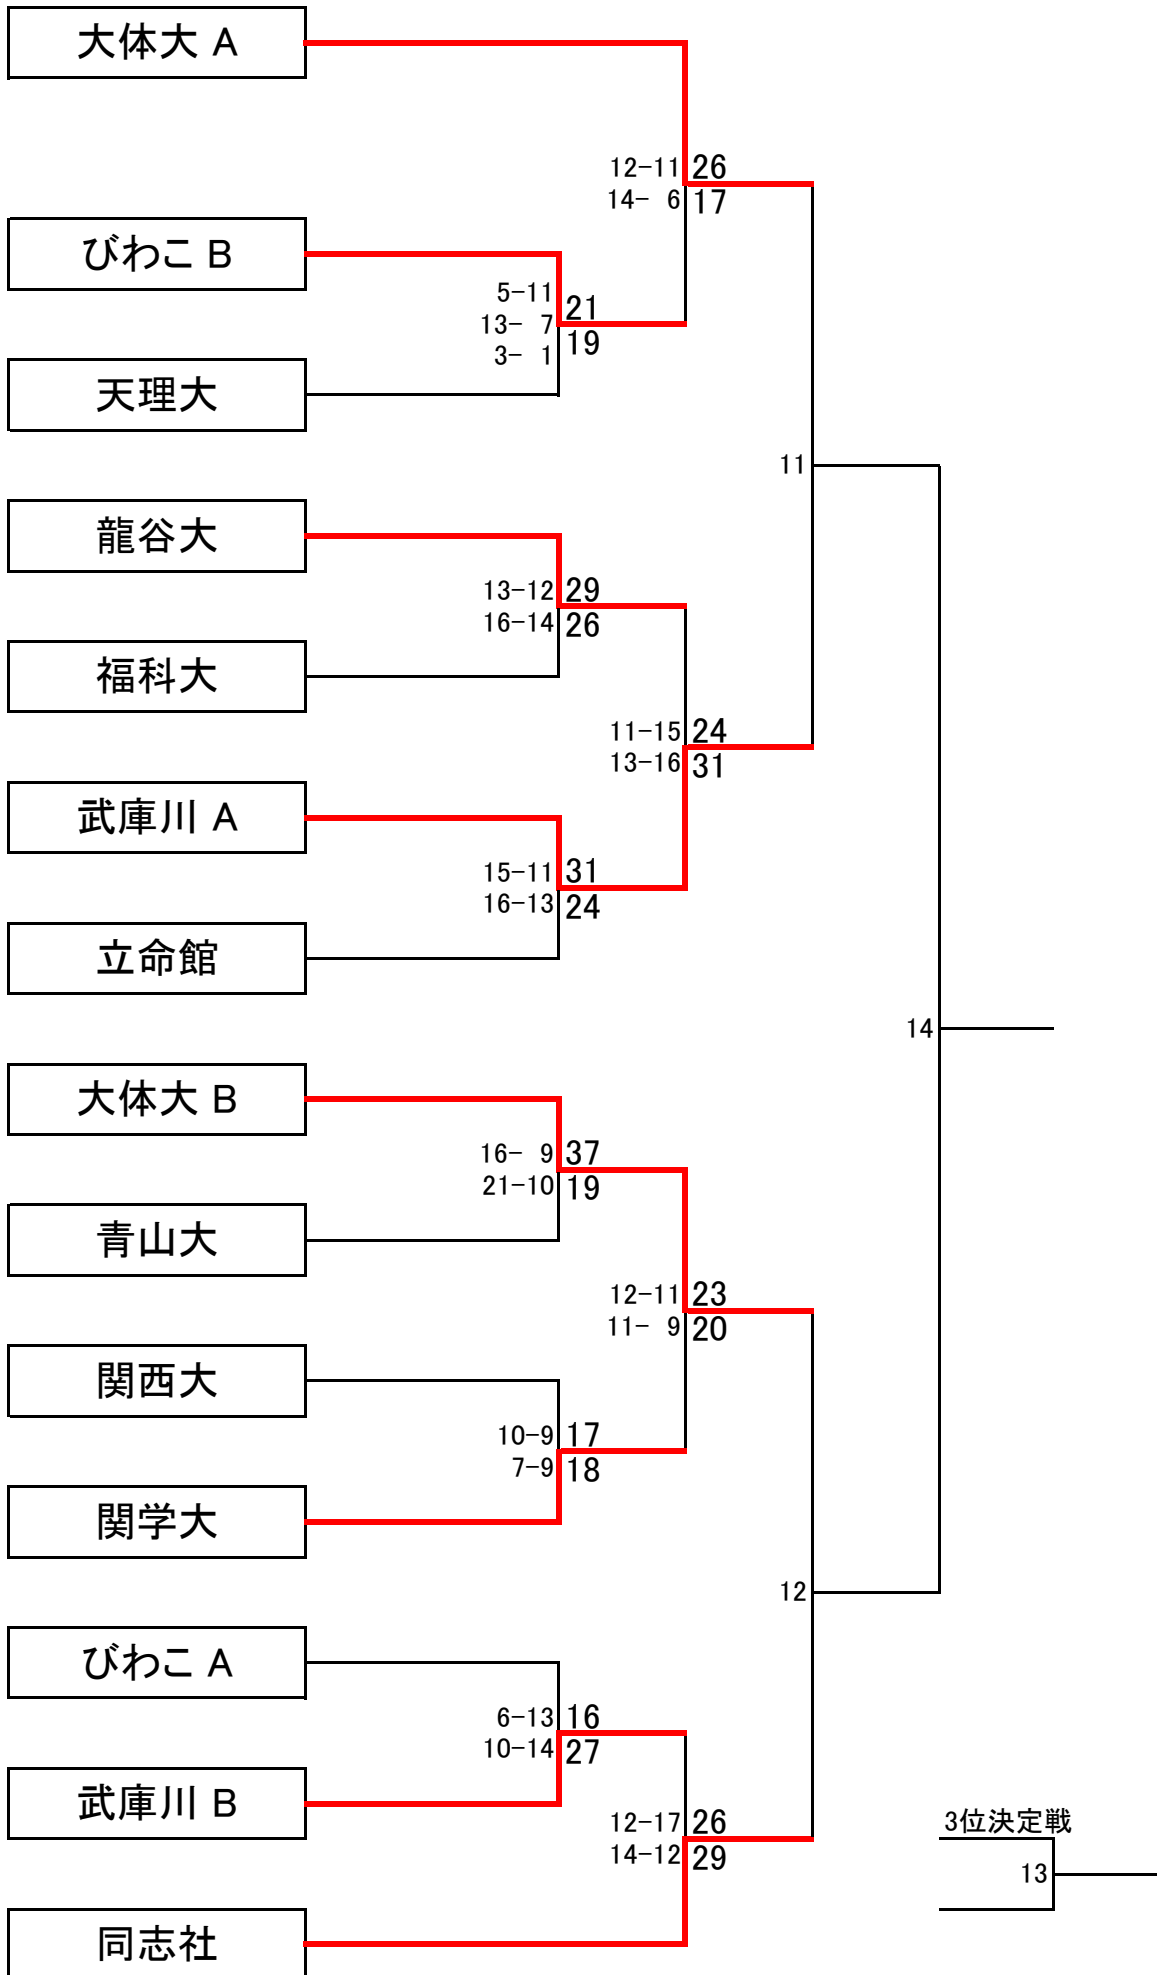 大体大 A
12-11 26
14- 6 17
びわこ B
5-11 21
13- 7
3- 1 19
天理大
11
龍谷大
13-12 29
16-14 26
福科大
11-15 24
13-16 31
武庫川 A
15-11 31
16-13 24
立命館
14
大体大 B
16- 9 37
21-10 19
青山大
12-11 23
11- 9 20
関西大
10-9 17
7-9 18
関学大
12
びわこ A
6-13 16
10-14 27
武庫川 B
12-17 26
14-12 29
3位決定戦
13
同志社